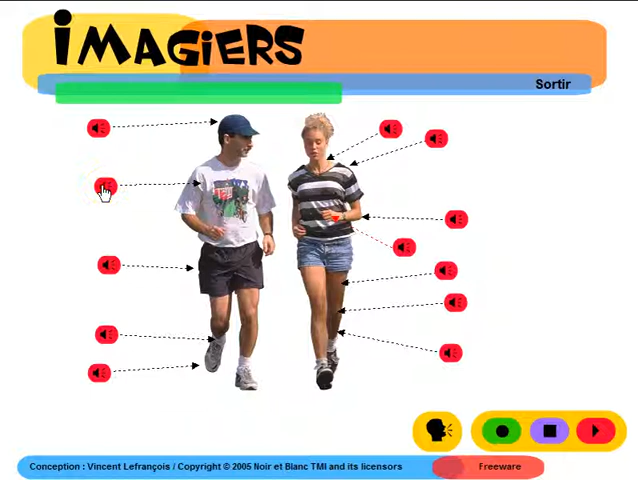 iMAGiERS
Sortir
Conception : Vincent Lefrançois / Copyright © 2005 Noir et Blanc TMI and its licensors
Freeware